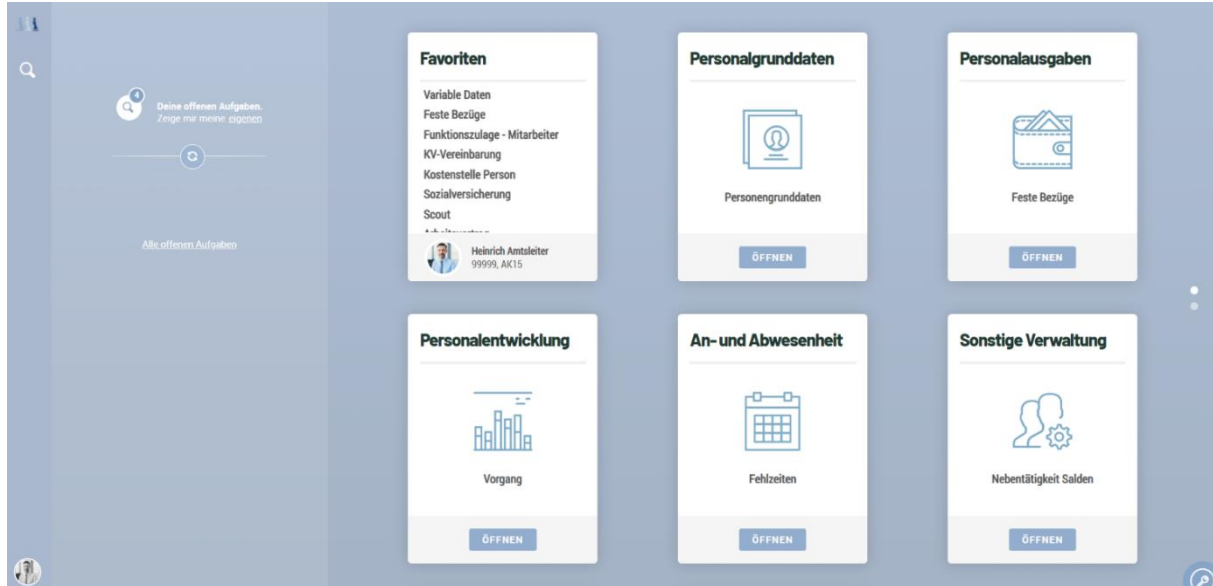 4
Deine offenen Aufgaben.
Zeige mir meine eigenen
Alle offenen Aufgaben
Favoriten
Variable Daten
Feste Bezüge
Funktionszulage - Mitarbeiter
KV-Vereinbarung
Kostenstelle Person
Sozialversicherung
Scout
Heinrich Amtsleiter
99999, AK15
Personalgrunddaten
Personengrunddaten
ÖFFNEN
Personalausgaben
Feste Bezüge
ÖFFNEN
Personalentwicklung
Vorgang
ÖFFNEN
An- und Abwesenheit
Fehlzeiten
ÖFFNEN
Sonstige Verwaltung
Nebentätigkeit Salden
ÖFFNEN